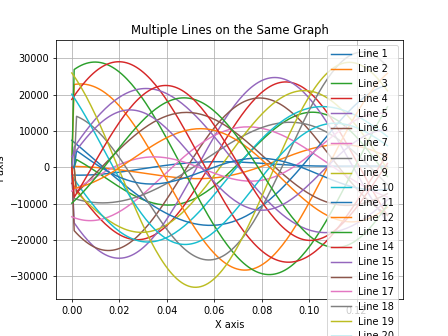 Multiple Lines on the Same Graph
30000
20000
10000
0
−10000
−20000
−30000
0.00
0.02
0.04
0.06
0.08
0.10
X axis
Line 1
Line 2
Line 3
Line 4
Line 5
Line 6
Line 7
Line 8
Line 9
Line 10
Line 11
Line 12
Line 13
Line 14
Line 15
Line 16
Line 17
Line 18
Line 19
Line 20